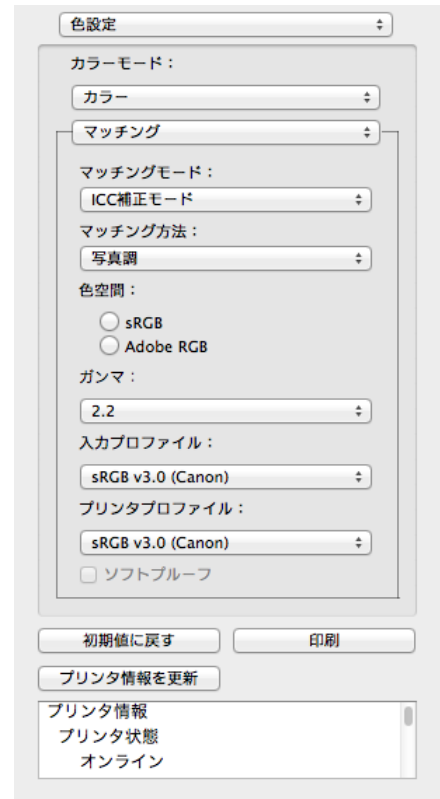 色設定
カラーモード：
カラー
マッチング
マッチングモード：
ICC補正モード
マッチング方法：
写真調
色空間：
sRGB
Adobe RGB
ガンマ：
2.2
入力プロファイル：
sRGB v3.0 (Canon)
プリンタプロファイル：
sRGB v3.0 (Canon)
ソフトプルーフ
初期値に戻す 印刷
プリンタ情報を更新
プリンタ情報
プリンタ状態
オンライン